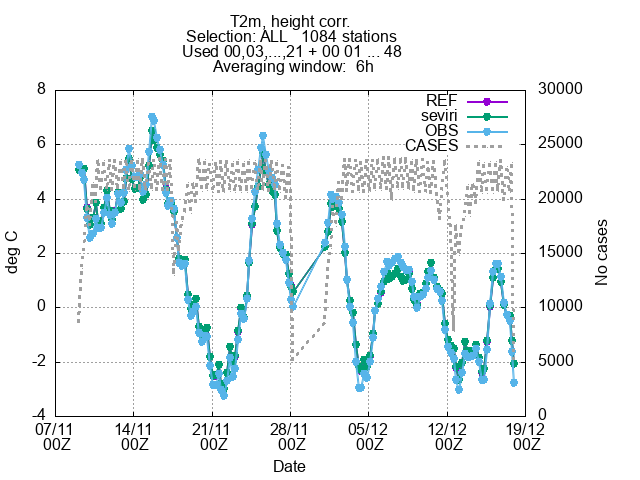 T2m, height corr.
Selection: ALL   1084 stations
Used 00,03,...,21 + 00 01 ... 48
Averaging window:  6h
8
6
4
2
0
-2
-4
deg C
30000
25000
20000
15000
10000
5000
0
No cases
REF
seviri
OBS
CASES
07/11 14/11 21/11 28/11 05/12 12/12 19/12
00Z 00Z 00Z 00Z 00Z 00Z 00Z
Date